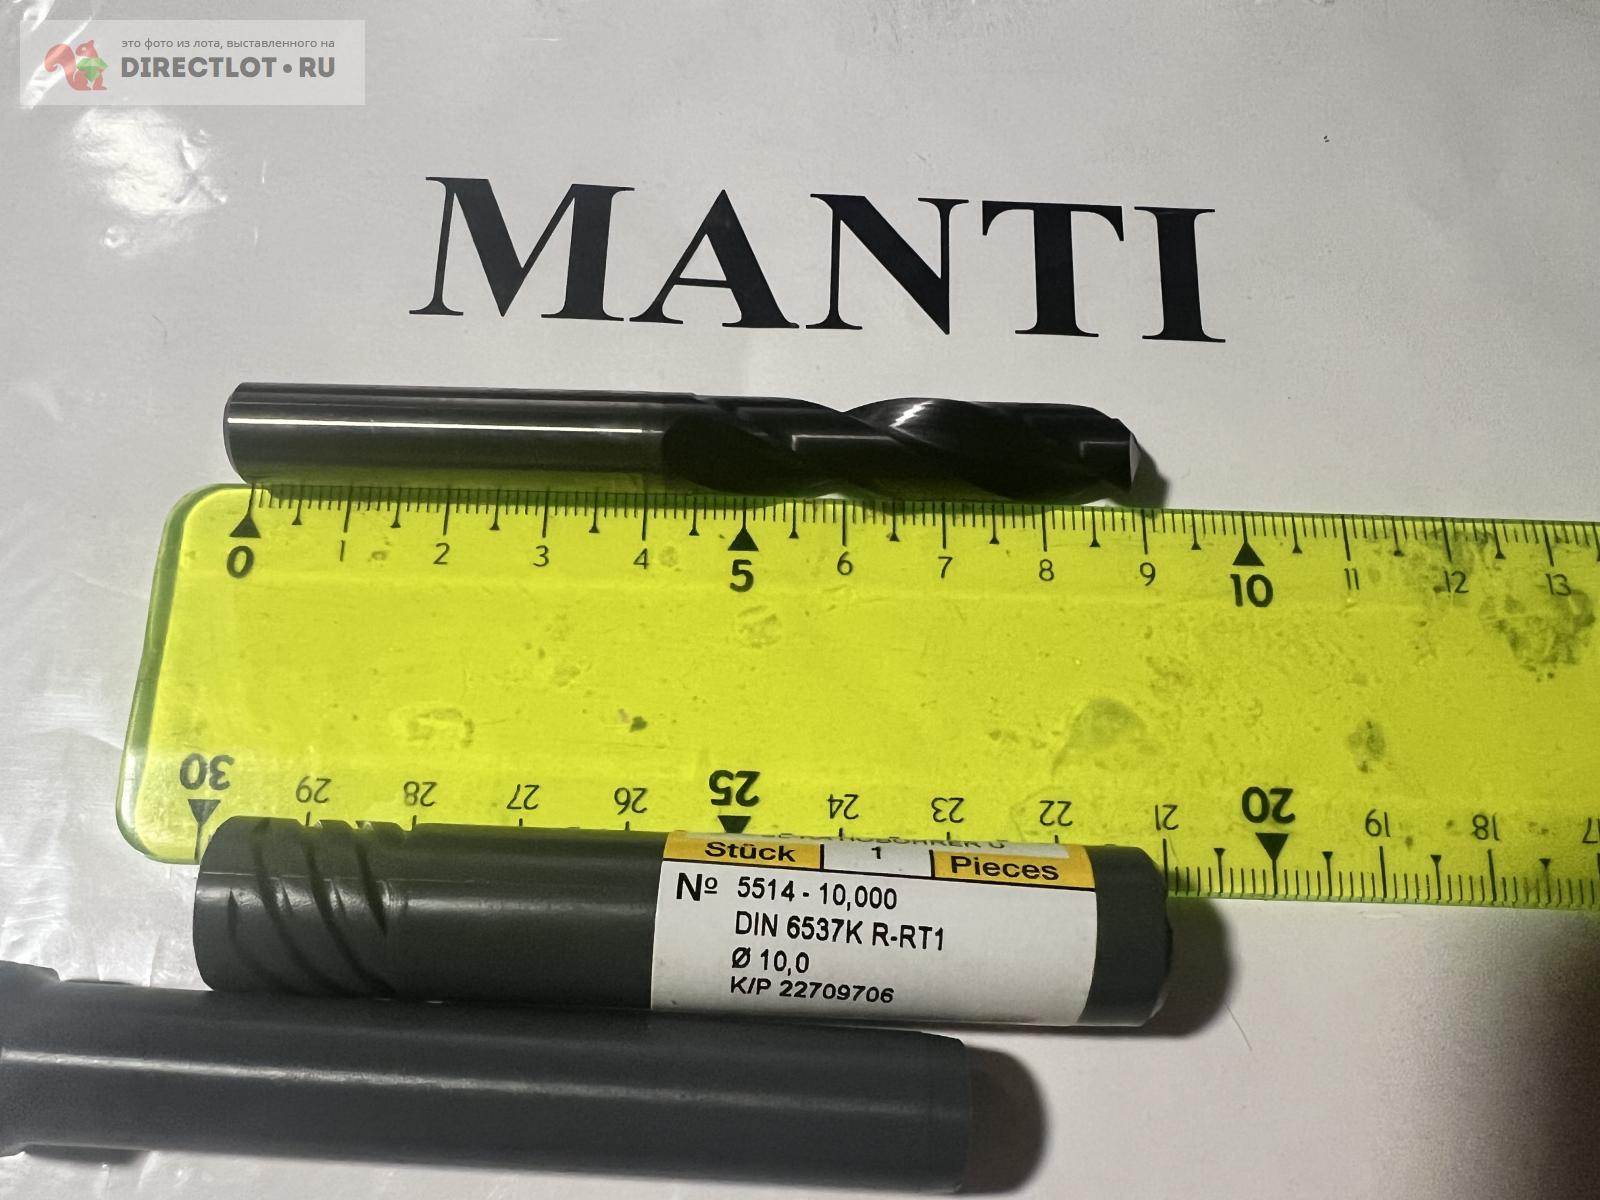 это фото из лота, выставленного на
DIRECTLOT•RU
MANTI
0 1 2 3 4 5 6 7 8 9 10 11 12 13
30 29 28 27 26 25 24 23 22 21 20 19 18 17
Stück 1 Pieces
Nº 5514 - 10,000
DIN 6537K R-RT1
Ø 10,0
K/P 22709706